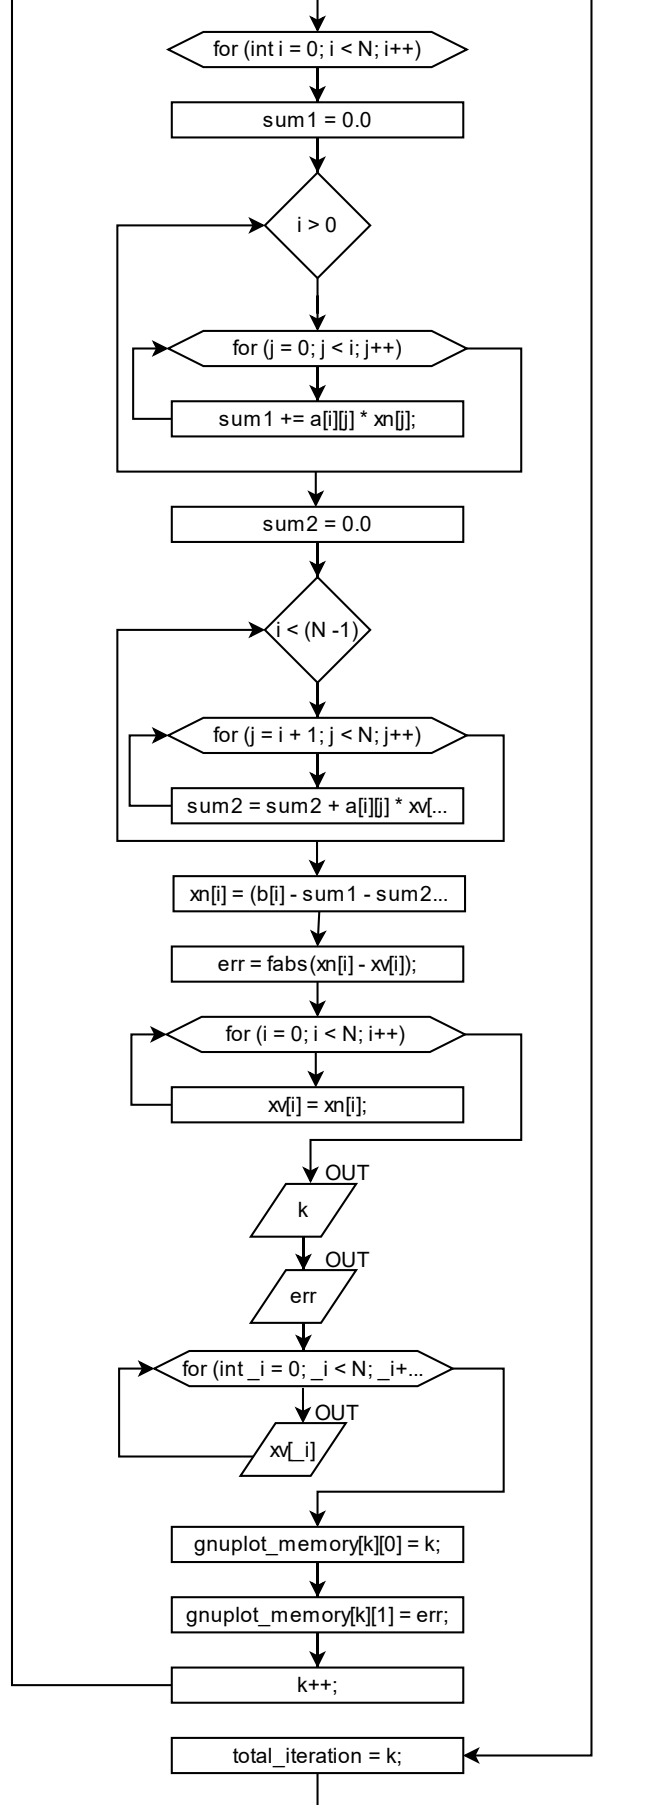 for (int i = 0; i < N; i++)
sum1 = 0.0
i > 0
for (j = 0; j < i; j++)
sum1 += a[i][j] * xn[j];
sum2 = 0.0
i < (N -1)
for (j = i + 1; j < N; j++)
sum2 = sum2 + a[i][j] * xv[...
xn[i] = (b[i] - sum1 - sum2...
err = fabs(xn[i] - xv[i]);
for (i = 0; i < N; i++)
xv[i] = xn[i];
OUT
k
OUT
err
for (int _i = 0; _i < N; _i+...
OUT
xv[_i]
gnuplot_memory[k][0] = k;
gnuplot_memory[k][1] = err;
k++;
total_iteration = k;